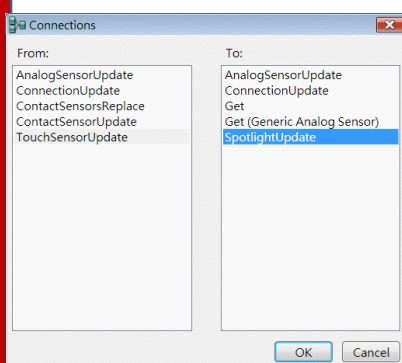 Connections
From:
AnalogSensorUpdate
ConnectionUpdate
ContactSensorsReplace
ContactSensorUpdate
TouchSensorUpdate
To:
AnalogSensorUpdate
ConnectionUpdate
Get
Get (Generic Analog Sensor)
SpotlightUpdate
OK
Cancel